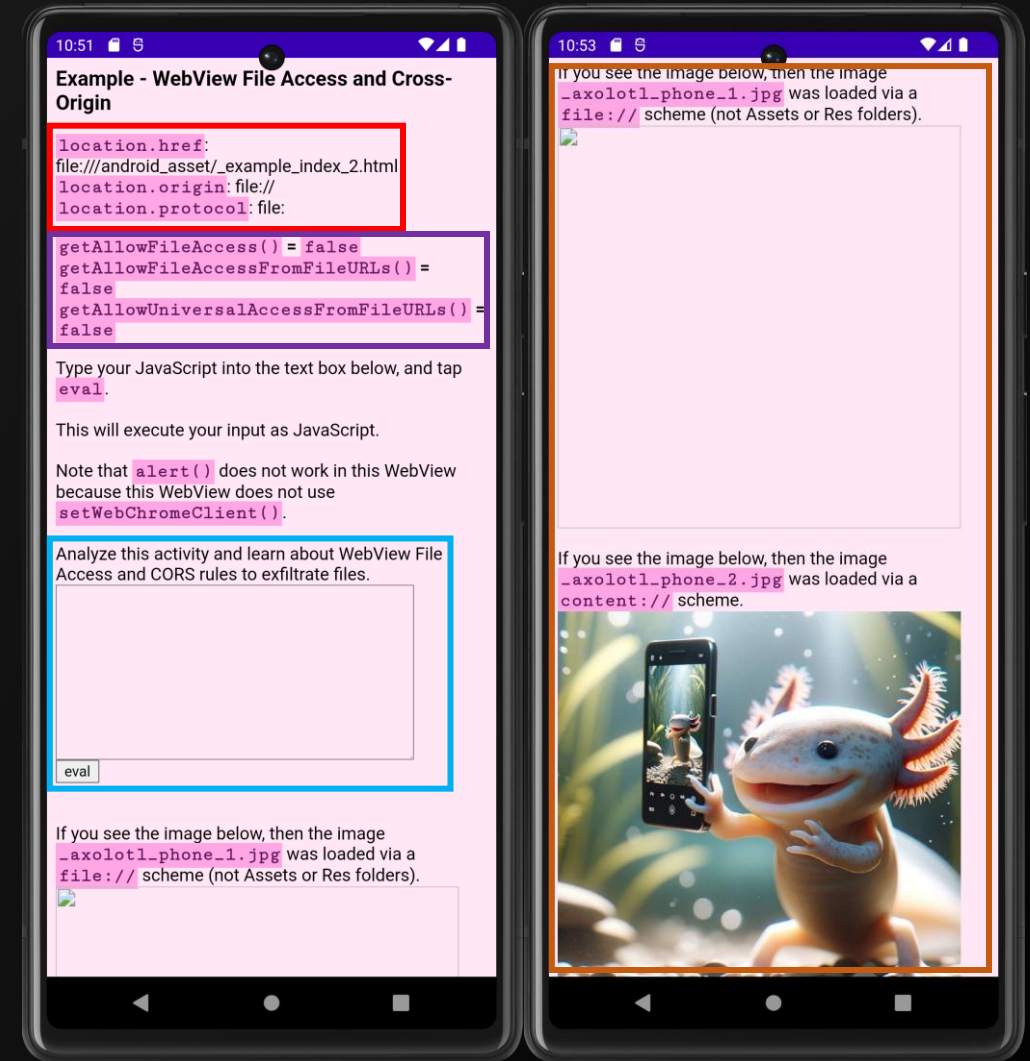 10:51
Example - WebView File Access and Cross-
Origin
location.href:
file:///android_asset/_example_index_2.html
location.origin: file://
location.protocol: file:
getAllowFileAccess() = false
getAllowFileAccessFromFileURLs() =
false
getAllowUniversalAccessFromFileURLs() =
false
Type your JavaScript into the text box below, and tap
eval.
This will execute your input as JavaScript.
Note that alert() does not work in this WebView
because this WebView does not use
setWebChromeClient().
Analyze this activity and learn about WebView File
Access and CORS rules to exfiltrate files.
eval
If you see the image below, then the image
_axolotl_phone_1.jpg was loaded via a
file:// scheme (not Assets or Res folders).
10:53
If you see the image below, then the image
_axolotl_phone_1.jpg was loaded via a
file:// scheme (not Assets or Res folders).
If you see the image below, then the image
_axolotl_phone_2.jpg was loaded via a
content:// scheme.